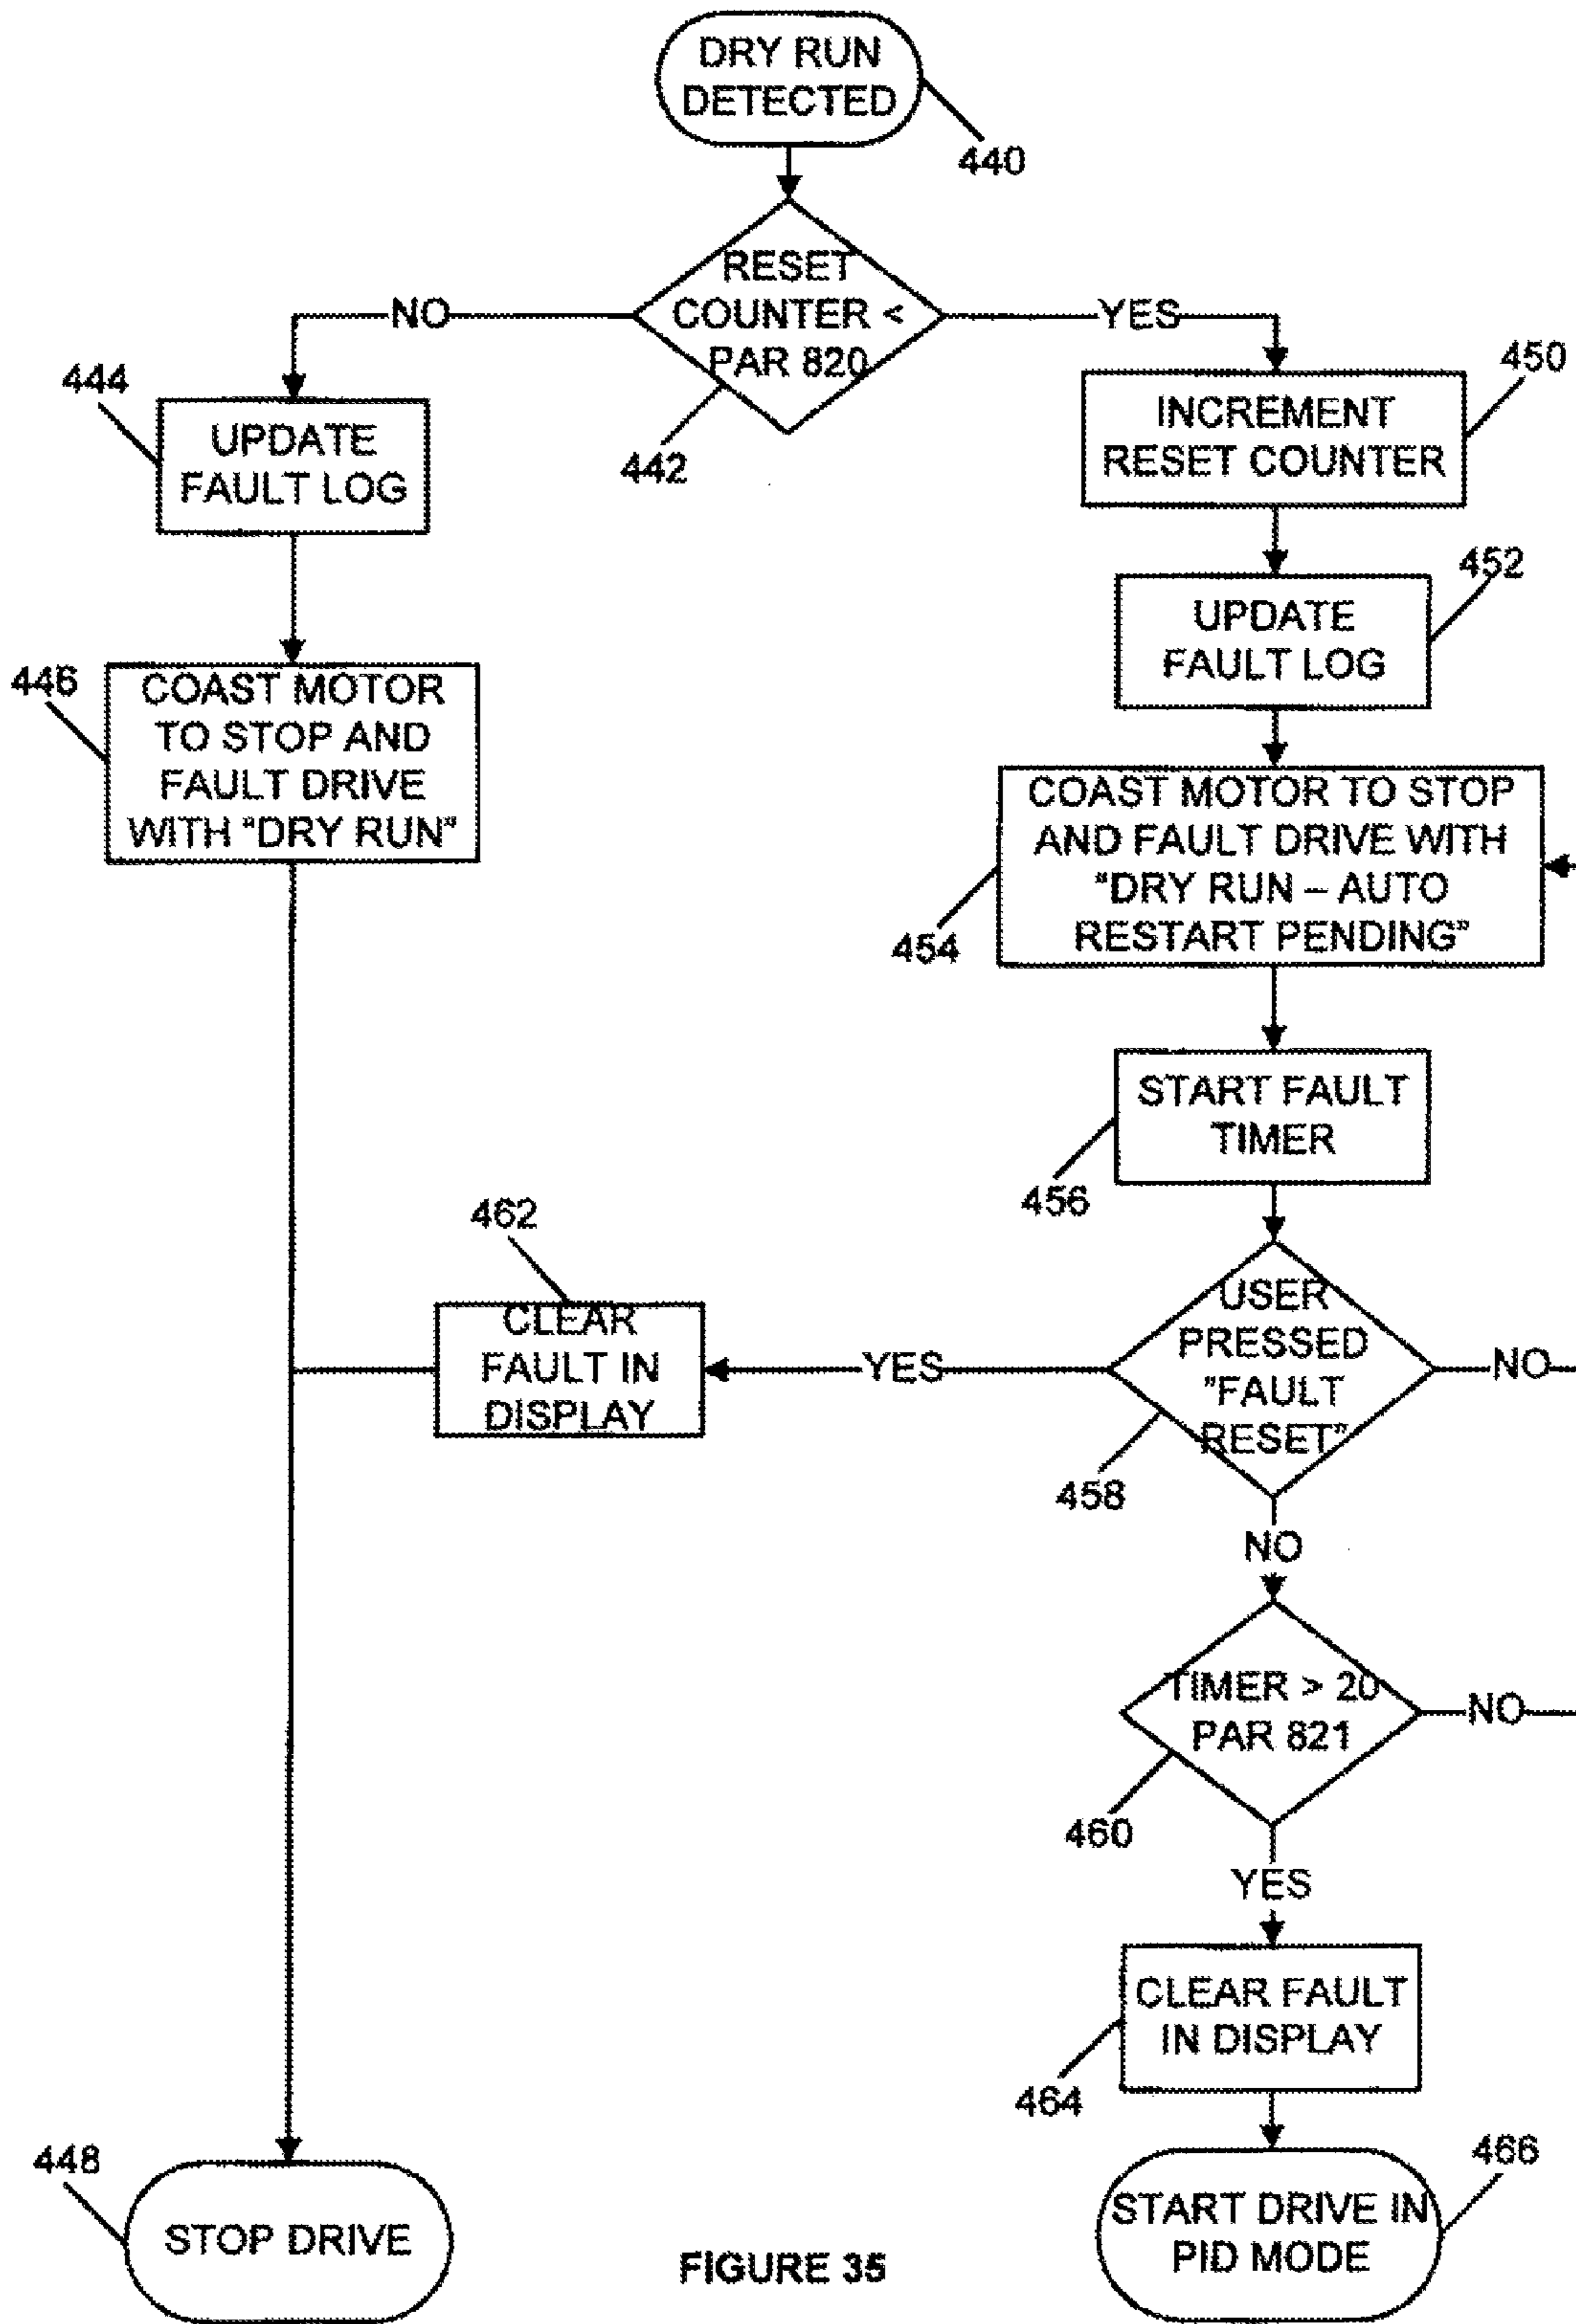 DRY RUN
DETECTED
440
RESET
COUNTER <
PAR 820
442
NO
YES
444
UPDATE
FAULT LOG
450
INCREMENT
RESET COUNTER
452
UPDATE
FAULT LOG
446
COAST MOTOR
TO STOP AND
FAULT DRIVE
WITH "DRY RUN"
COAST MOTOR TO STOP
AND FAULT DRIVE WITH
"DRY RUN – AUTO
RESTART PENDING"
454
START FAULT
TIMER
456
462
CLEAR
FAULT IN
DISPLAY
YES
USER
PRESSED
"FAULT
RESET"
NO
458
NO
TIMER > 20
PAR 821
NO
460
YES
CLEAR FAULT
IN DISPLAY
464
448
STOP DRIVE
466
START DRIVE IN
PID MODE
FIGURE 35